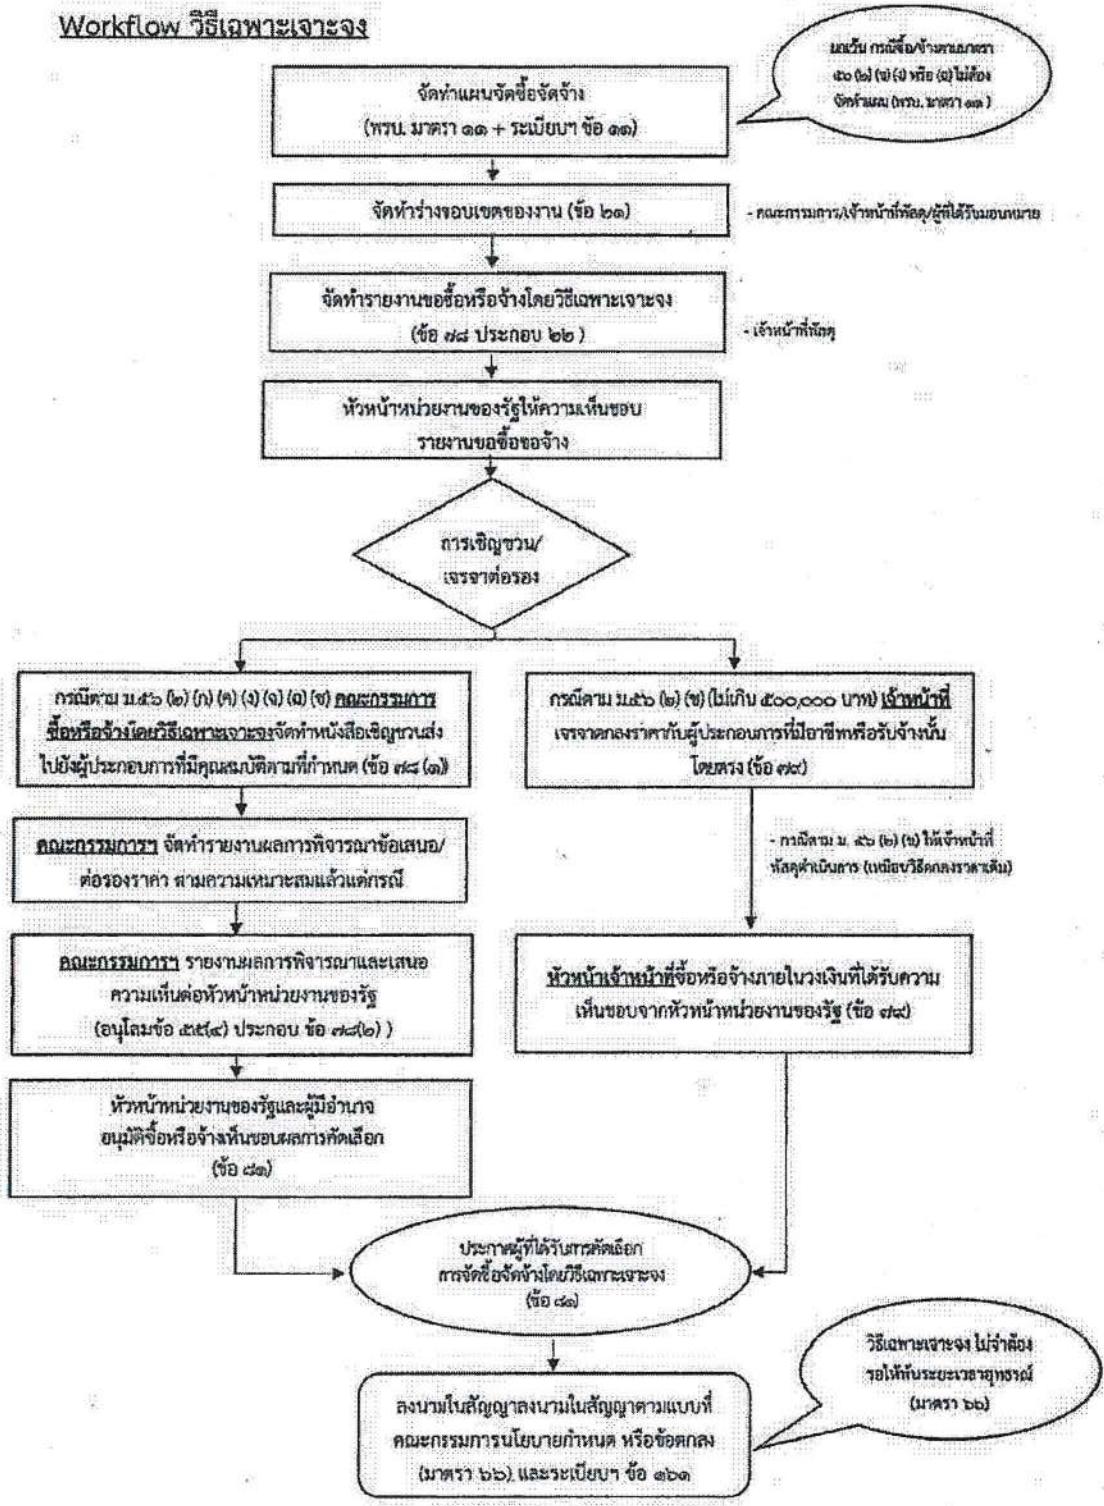 Workflow วิธีเฉพาะเจาะจง
ยกเว้น กรณีซื้อ/จ้างตามมาตรา
ไม่ต้อง
จัดทำแผน (พรบ. มาตรา ๑๑ )
จัดทำแผนจัดซื้อจัดจ้าง
(พรบ. มาตรา ๑๑ + ระเบียบฯ ข้อ ๑๑)
จัดทำร่างขอบเขตของงาน (ข้อ ๒๑)
- คณะกรรมการ/เจ้าหน้าที่พัสดุ/ผู้ที่ได้รับมอบหมาย
จัดทำรายงานขอซื้อหรือจ้างโดยวิธีเฉพาะเจาะจง
(ข้อ ๗๘ ประกอบ ๒๒ )
- เจ้าหน้าที่พัสดุ
หัวหน้าหน่วยงานของรัฐให้ความเห็นชอบ
รายงานขอซื้อขอจ้าง
การเชิญชวน/
เจรจาต่อรอง
กรณีตาม ม.๕๖ (๒) (ก) (ค) (ง) (จ) (ฉ) (ช) คณะกรรมการ
ซื้อหรือจ้างโดยวิธีเฉพาะเจาะจงจัดทำหนังสือเชิญชวนส่ง
ไปยังผู้ประกอบการที่มีคุณสมบัติตามที่กำหนด (ข้อ ๗๘ (๑))
กรณีตาม ม.๕๖ (๒) (ข) (ไม่เกิน ๕๐๐,๐๐๐ บาท) เจ้าหน้าที่
เจรจาตกลงราคากับผู้ประกอบการที่มีอาชีพหรือรับจ้างนั้น
โดยตรง (ข้อ ๗๙)
คณะกรรมการฯ จัดทำรายงานผลการพิจารณาข้อเสนอ/
ต่อรองราคา ตามความเหมาะสมแล้วแต่กรณี
- กรณีตาม ม. ๕๖ (๒) (ข) ให้เจ้าหน้าที่
พัสดุดำเนินการ (เหมือนวิธีตกลงราคาเดิม)
คณะกรรมการฯ รายงานผลการพิจารณาและเสนอ
ความเห็นต่อหัวหน้าหน่วยงานของรัฐ
(อนุโลมข้อ ๕๕(๔) ประกอบ ข้อ ๗๘(๒) )
หัวหน้าเจ้าหน้าที่ซื้อหรือจ้างภายในวงเงินที่ได้รับความ
เห็นชอบจากหัวหน้าหน่วยงานของรัฐ (ข้อ ๗๙)
หัวหน้าหน่วยงานของรัฐและผู้มีอำนาจ
อนุมัติซื้อหรือจ้างเห็นชอบผลการคัดเลือก
(ข้อ ๘๑)
ประกาศผู้ที่ได้รับการคัดเลือก
การจัดซื้อจัดจ้างโดยวิธีเฉพาะเจาะจง
(ข้อ ๘๑)
วิธีเฉพาะเจาะจง ไม่จำต้อง
รอให้พ้นระยะเวลาอุทธรณ์
(มาตรา ๖๖)
ลงนามในสัญญาลงนามในสัญญาตามแบบที่
คณะกรรมการนโยบายกำหนด หรือข้อตกลง
(มาตรา ๖๖) และระเบียบฯ ข้อ ๑๖๑